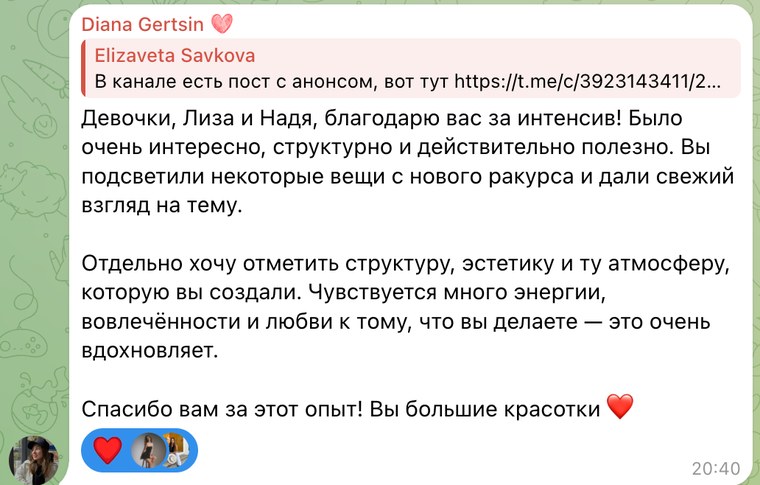 Diana Gertsin 💗
Elizaveta Savkova
В канале есть пост с анонсом, вот тут https://t.me/c/3923143411/2...
Девочки, Лиза и Надя, благодарю вас за интенсив! Было
очень интересно, структурно и действительно полезно. Вы
подсветили некоторые вещи с нового ракурса и дали свежий
взгляд на тему.
Отдельно хочу отметить структуру, эстетику и ту атмосферу,
которую вы создали. Чувствуется много энергии,
вовлечённости и любви к тому, что вы делаете — это очень
вдохновляет.
Спасибо вам за этот опыт! Вы большие красотки ❤️
20:40